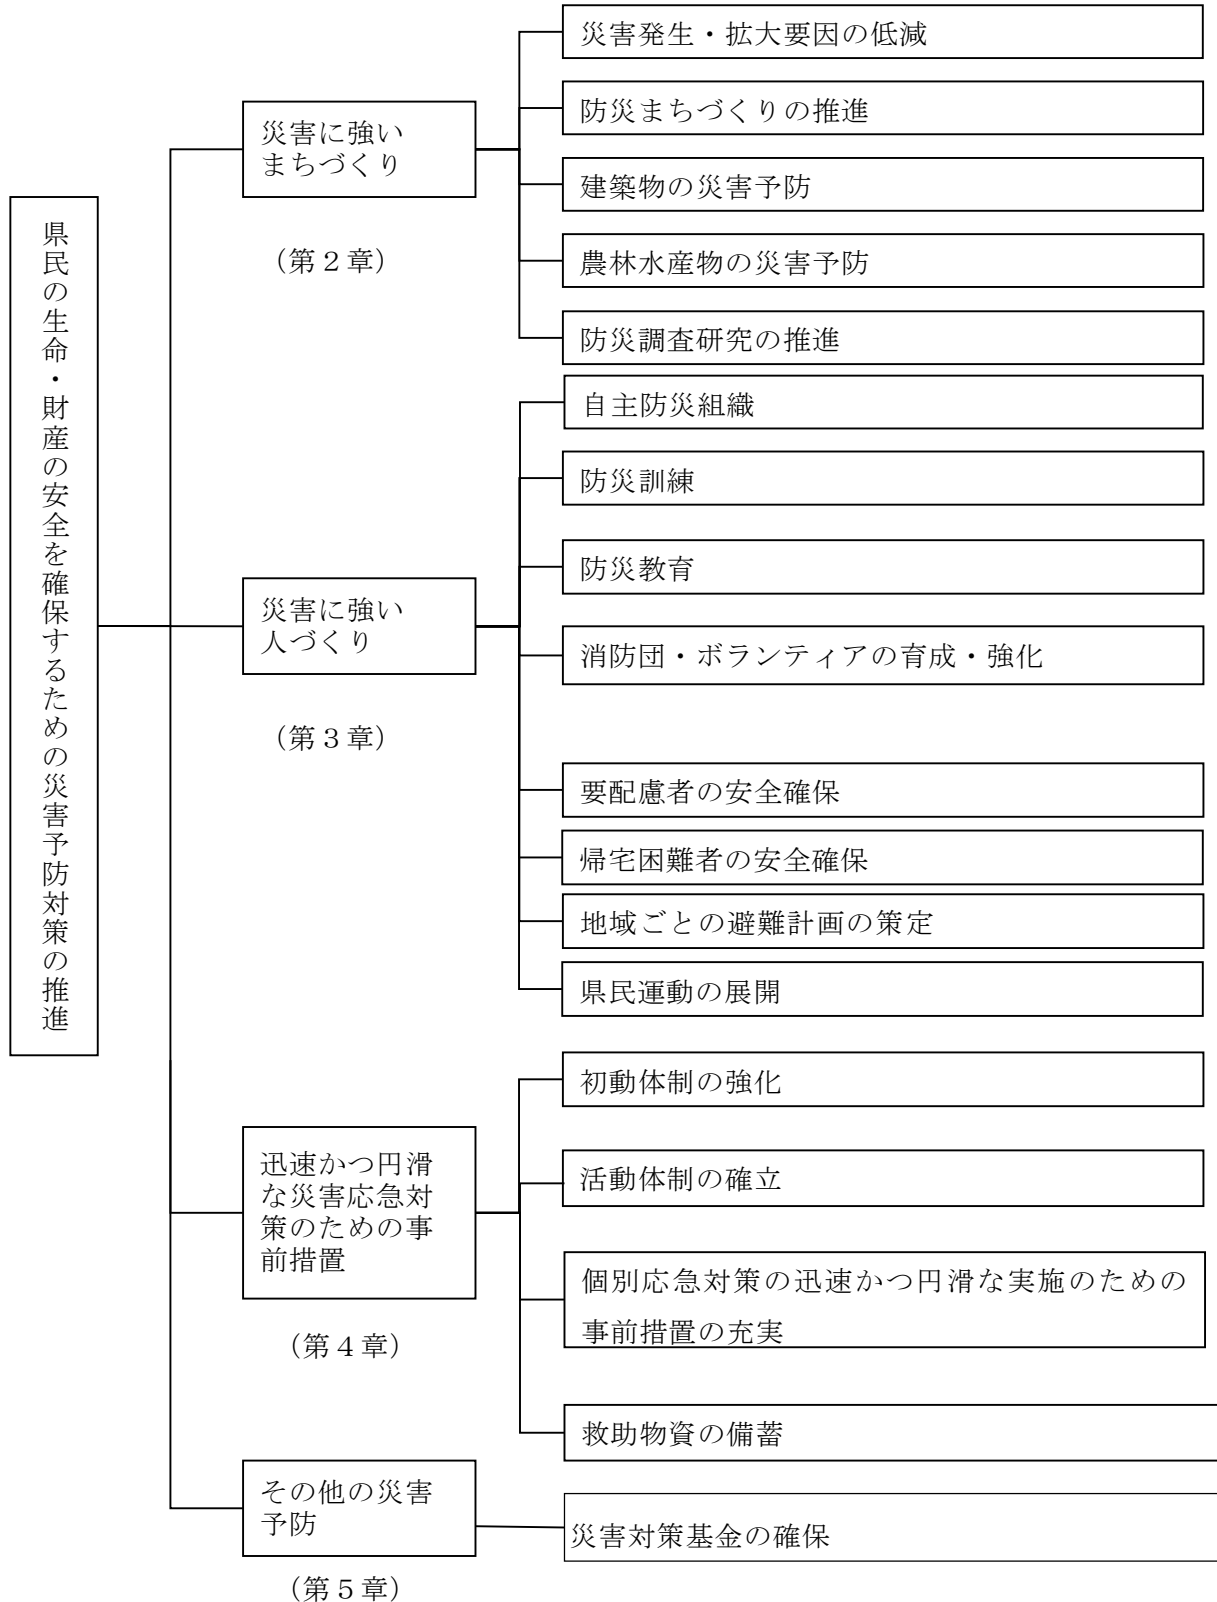 県民の生命・財産の安全を確保するための災害予防対策の推進
災害に強い
まちづくり
（第２章）
災害発生・拡大要因の低減
防災まちづくりの推進
建築物の災害予防
農林水産物の災害予防
防災調査研究の推進
災害に強い
人づくり
（第３章）
自主防災組織
防災訓練
防災教育
消防団・ボランティアの育成・強化
要配慮者の安全確保
帰宅困難者の安全確保
地域ごとの避難計画の策定
県民運動の展開
迅速かつ円滑
な災害応急対
策のための事
前措置
（第４章）
初動体制の強化
活動体制の確立
個別応急対策の迅速かつ円滑な実施のための
事前措置の充実
救助物資の備蓄
その他の災害
予防
（第５章）
災害対策基金の確保